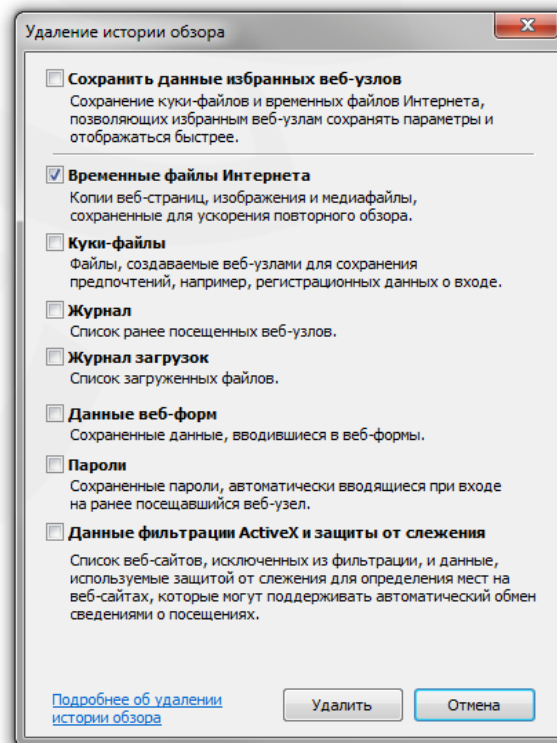 Удаление истории обзора
Сохранить данные избранных веб-узлов
Сохранение куки-файлов и временных файлов Интернета,
позволяющих избранным веб-узлам сохранять параметры и
отображаться быстрее.
Временные файлы Интернета
Копии веб-страниц, изображения и медиафайлы,
сохраненные для ускорения повторного обзора.
Куки-файлы
Файлы, создаваемые веб-узлами для сохранения
предпочтений, например, регистрационных данных о входе.
Журнал
Список ранее посещенных веб-узлов.
Журнал загрузок
Список загруженных файлов.
Данные веб-форм
Сохраненные данные, вводившиеся в веб-формы.
Пароли
Сохраненные пароли, автоматически вводящиеся при входе
на ранее посещавшийся веб-узел.
Данные фильтрации ActiveX и защиты от слежения
Список веб-сайтов, исключенных из фильтрации, и данные,
используемые защитой от слежения для определения мест на
веб-сайтах, которые могут поддерживать автоматический обмен
сведениями о посещениях.
Подробнее об удалении
истории обзора
Удалить
Отмена